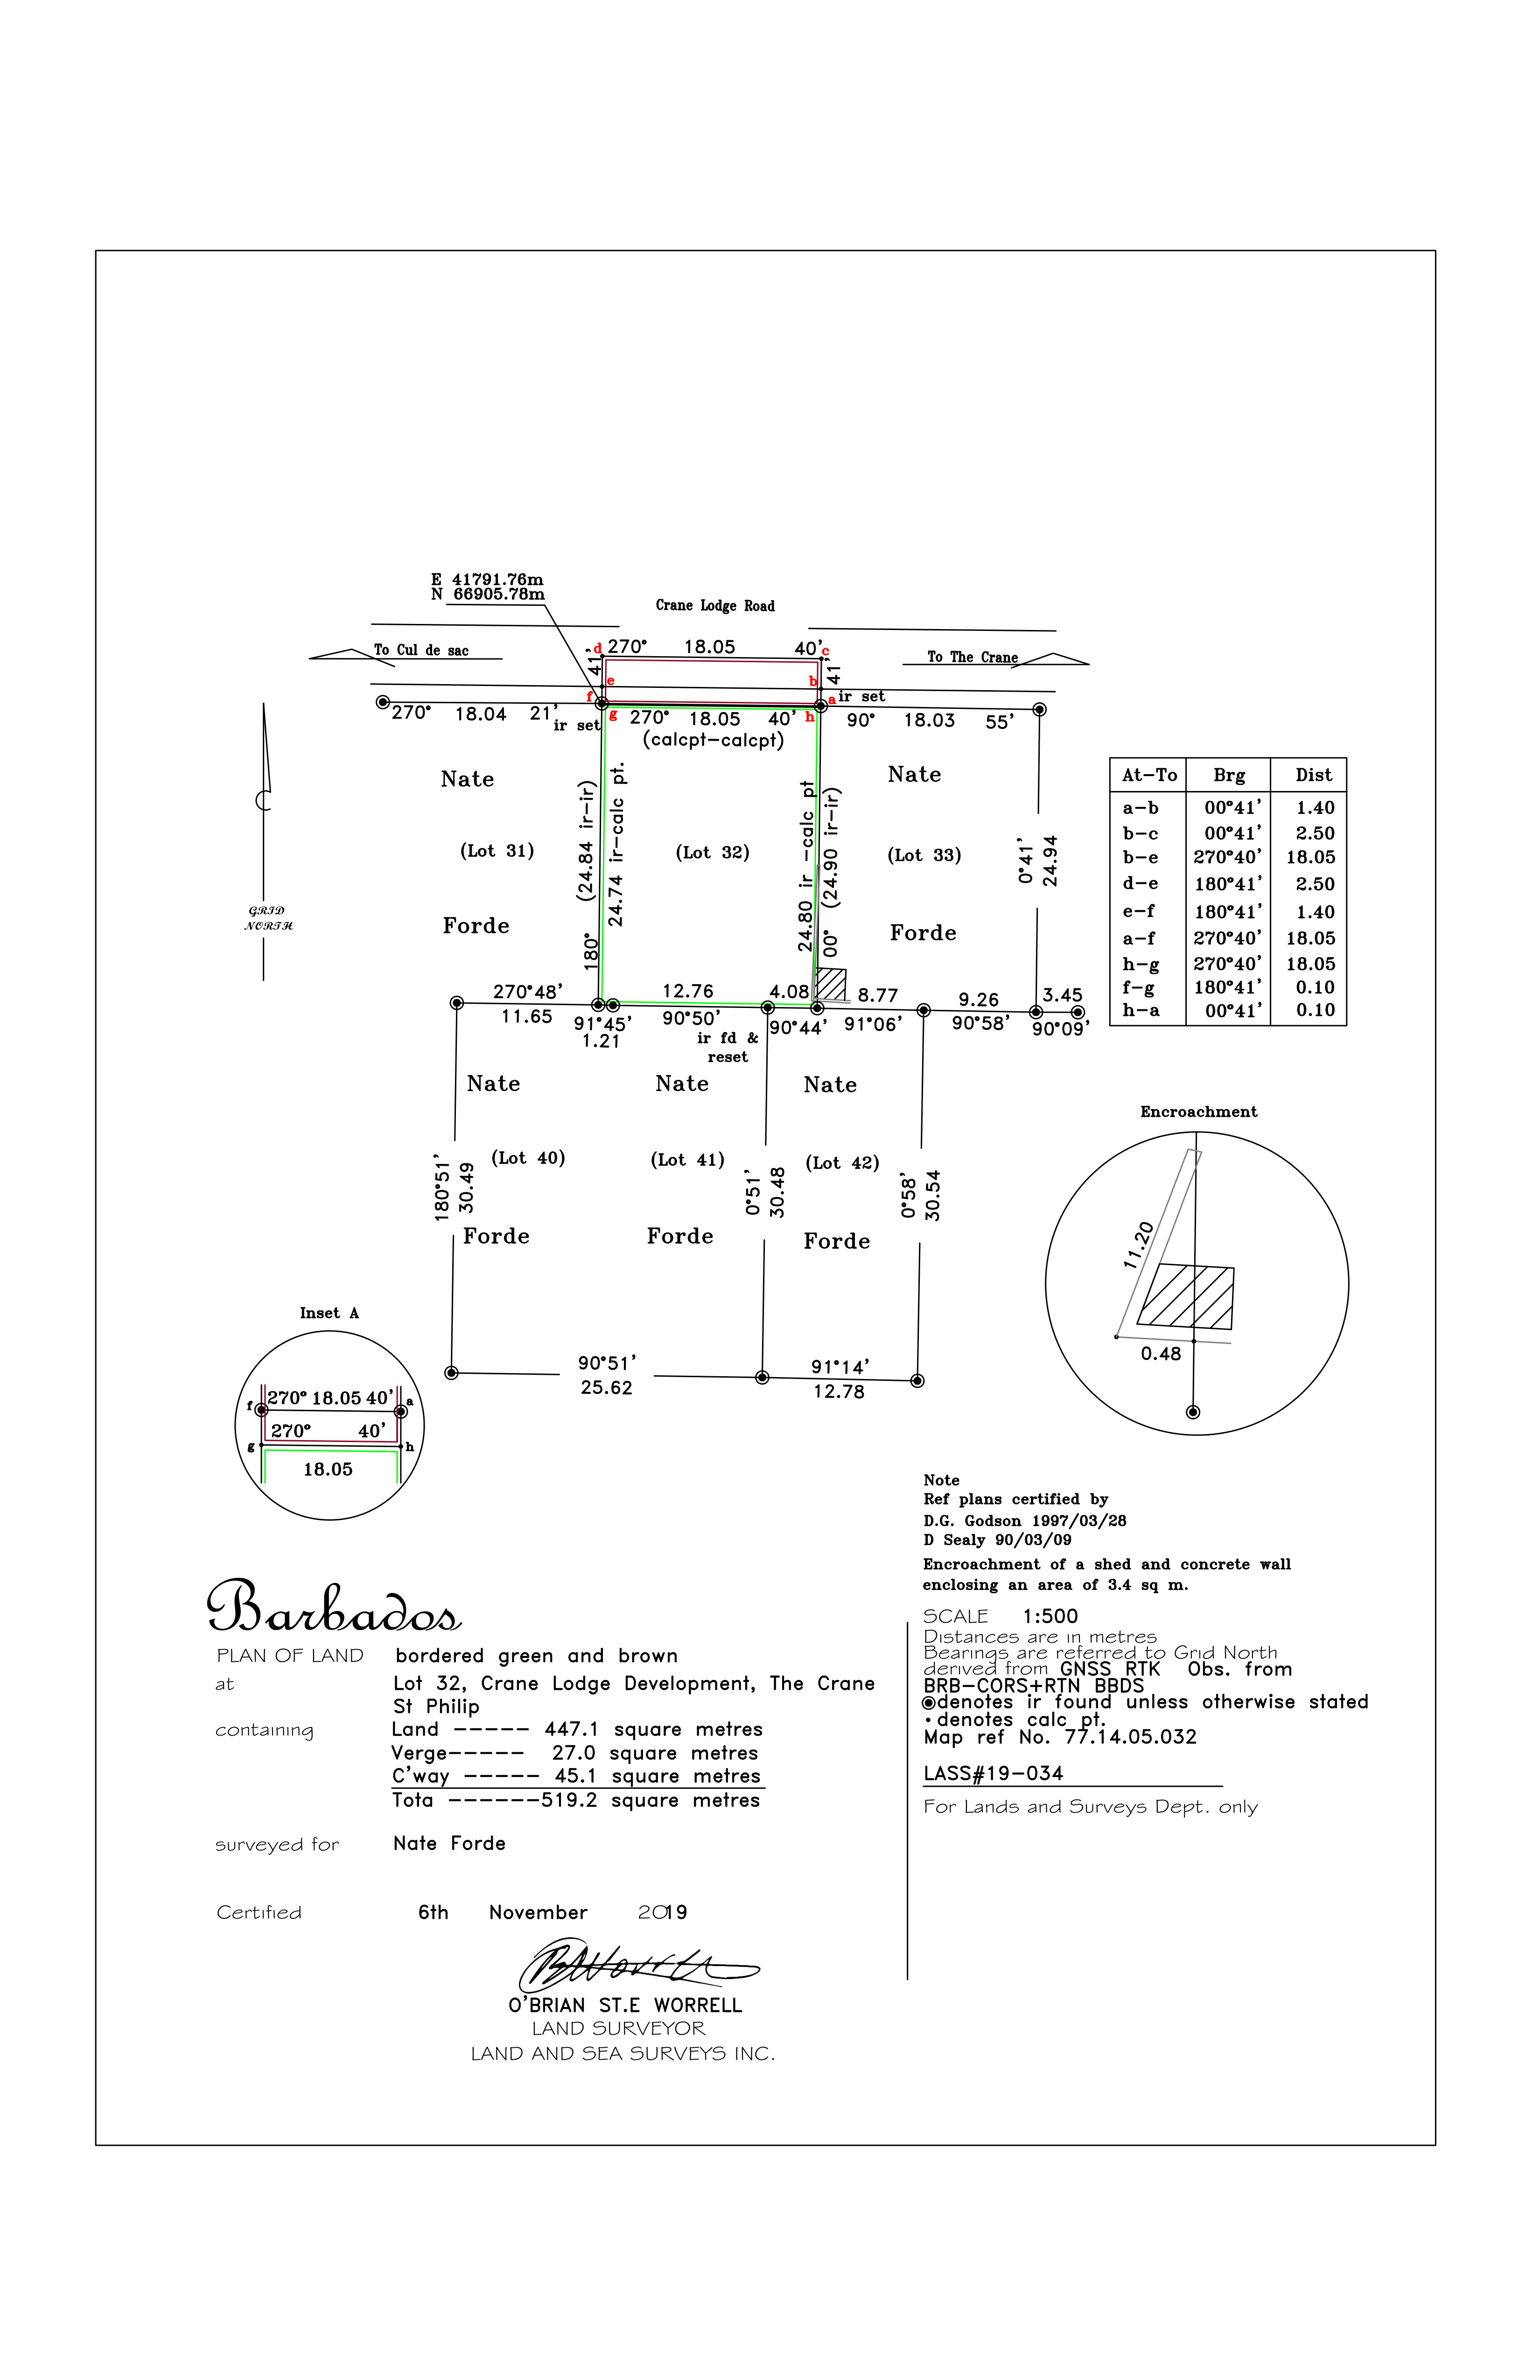 E 41791.76m
N 66905.78m
Crane Lodge Road
To Cul de sac
To The Crane
d 270° 18.05 40' c
41'
41'
e
b
f
a
ir set
270° 18.04 21'
ir set
g 270° 18.05 40' h
(calcpt-calcpt)
90° 18.03 55'
Nate
Nate
(24.84 ir-ir)
24.74 ir-calc pt.
180°
24.80 ir -calc pt
(24.90 ir-ir)
00°
(Lot 31)
(Lot 32)
(Lot 33)
0°41'
24.94
Forde
Forde
GRID
NORTH
At-To Brg Dist
a-b 00°41' 1.40
b-c 00°41' 2.50
b-e 270°40' 18.05
d-e 180°41' 2.50
e-f 180°41' 1.40
a-f 270°40' 18.05
h-g 270°40' 18.05
f-g 180°41' 0.10
h-a 00°41' 0.10
270°48'
11.65
91°45'
1.21
12.76
90°50'
4.08
90°44'
8.77
91°06'
9.26
90°58'
3.45
90°09'
ir fd &
reset
Nate
Nate
Nate
(Lot 40)
(Lot 41)
(Lot 42)
180°51'
30.49
0°51'
30.48
0°58'
30.54
Forde
Forde
Forde
90°51'
25.62
91°14'
12.78
Encroachment
11.20
0.48
Inset A
f 270° 18.05 40' a
270° 40'
g h
18.05
Note
Ref plans certified by
D.G. Godson 1997/03/28
D Sealy 90/03/09
Encroachment of a shed and concrete wall
enclosing an area of 3.4 sq m.
Barbados
PLAN OF LAND bordered green and brown
at Lot 32, Crane Lodge Development, The Crane
St Philip
containing Land ----- 447.1 square metres
Verge----- 27.0 square metres
C'way ----- 45.1 square metres
Tota ------519.2 square metres
surveyed for Nate Forde
Certified 6th November 2019
O'BRIAN ST.E WORRELL
LAND SURVEYOR
LAND AND SEA SURVEYS INC.
SCALE 1:500
Distances are in metres
Bearings are referred to Grid North
derived from GNSS RTK Obs. from
BRB-CORS+RTN BBDS
denotes ir found unless otherwise stated
denotes calc pt.
Map ref No. 77.14.05.032
LASS#19-034
For Lands and Surveys Dept. only